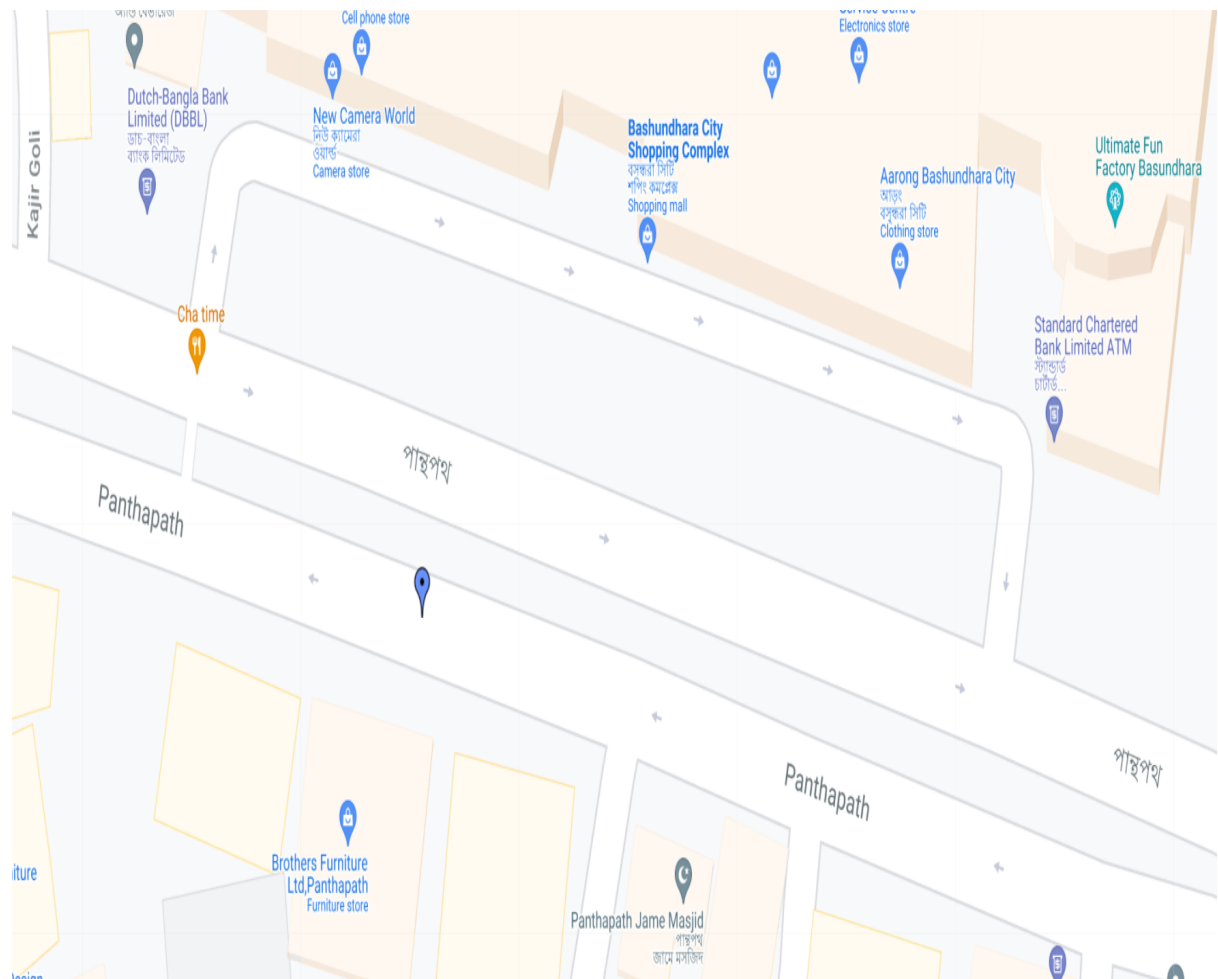 Cell phone store
Electronics store
Dutch-Bangla Bank
Limited (DBBL)
ডাচ-বাংলা
ব্যাংক লিমিটেড
New Camera World
নিউ ক্যামেরা
ওয়ার্ল্ড
Camera store
Bashundhara City
Shopping Complex
বসুন্ধরা সিটি
শপিং কমপ্লেক্স
Shopping mall
Aarong Bashundhara City
আড়ং
বসুন্ধরা সিটি
Clothing store
Ultimate Fun
Factory Basundhara
Kajir Goli
Cha time
Standard Chartered
Bank Limited ATM
স্ট্যান্ডার্ড
চার্টার্ড...
পান্থপথ
Panthapath
পান্থপথ
Panthapath
Brothers Furniture
Ltd,Panthapath
Furniture store
Panthapath Jame Masjid
পান্থপথ
জামে মসজিদ
iture